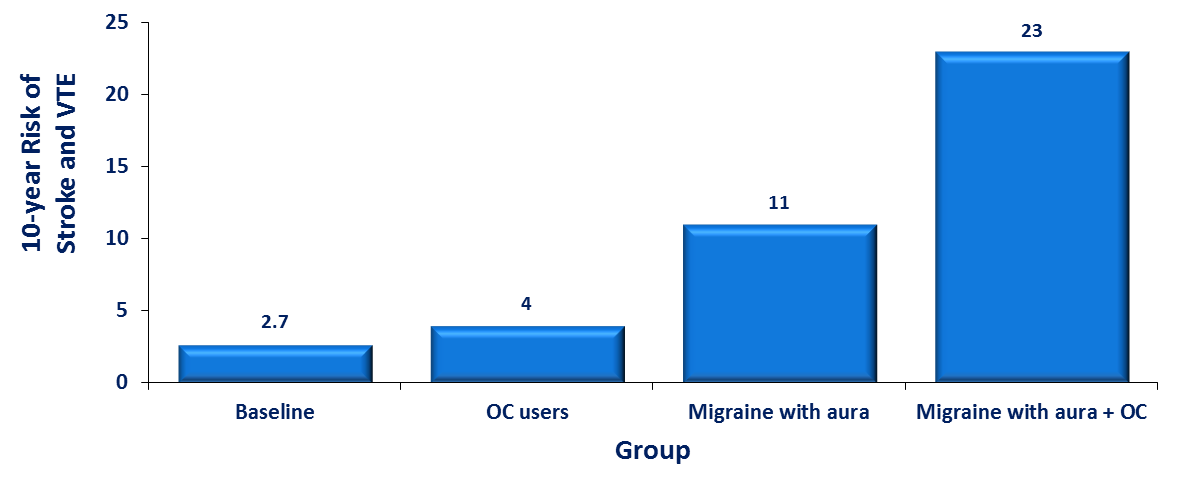 10-year Risk of
Stroke and VTE
25
20
15
10
5
0
2.7
4
11
23
Baseline
OC users
Migraine with aura
Migraine with aura + OC
Group